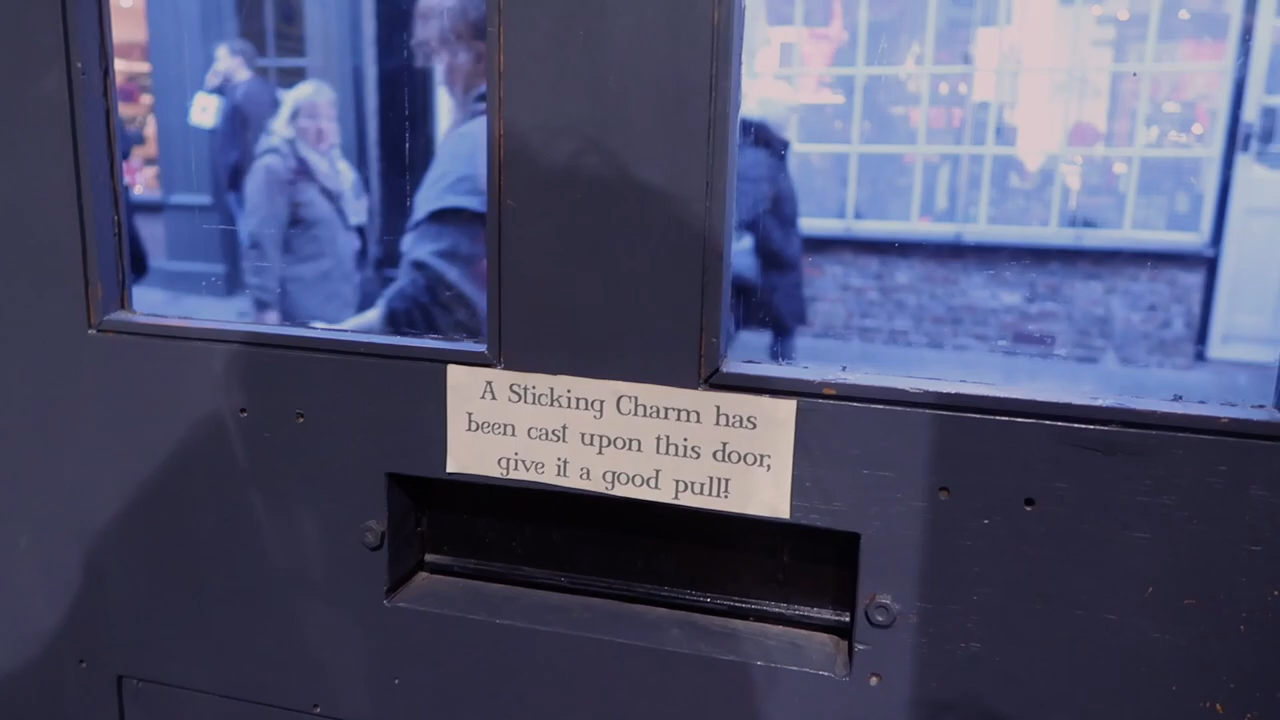 A Sticking Charm has
been cast upon this door,
give it a good pull!